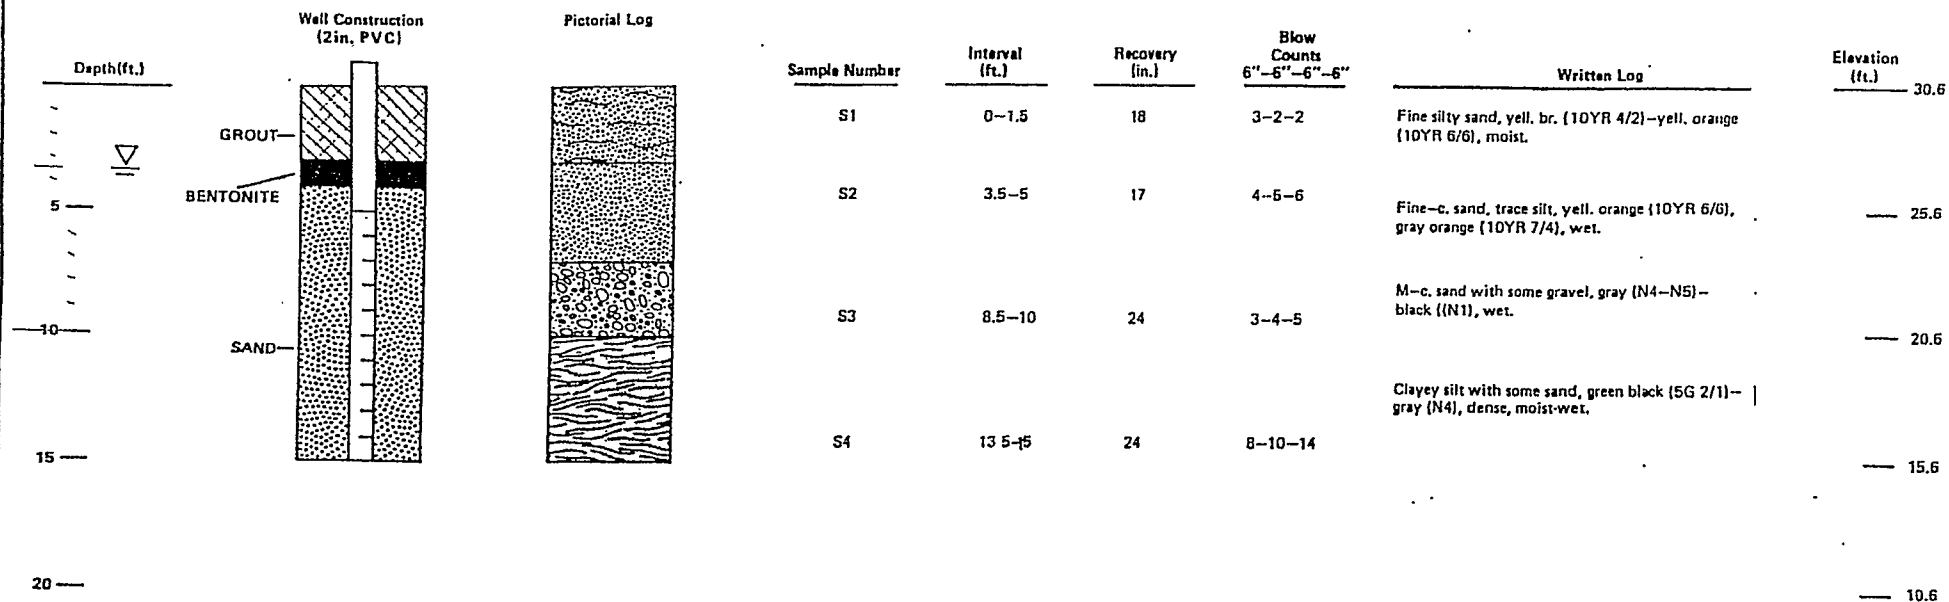 Well Construction
(2in, PVC)
Pictorial Log
Depth(ft.)
Sample Number
Interval
(ft.)
Recovery
(in.)
Blow
Counts
6"–6"–6"–6"
Written Log
Elevation
(ft.)
30.6
GROUT
S1 0–1.5 18 3–2–2
Fine silty sand, yell. br. (10YR 4/2)–yell. orange
(10YR 6/6), moist.
BENTONITE
S2 3.5–5 17 4–5–6
5
Fine–c. sand, trace silt, yell. orange (10YR 6/6),
gray orange (10YR 7/4), wet.
25.6
M–c. sand with some gravel, gray (N4–N5)–
black ((N1), wet.
S3 8.5–10 24 3–4–5
10
20.6
SAND
Clayey silt with some sand, green black (5G 2/1)–
gray (N4), dense, moist-wet.
S4 13 5–15 24 8–10–14
15
15.6
20
10.6